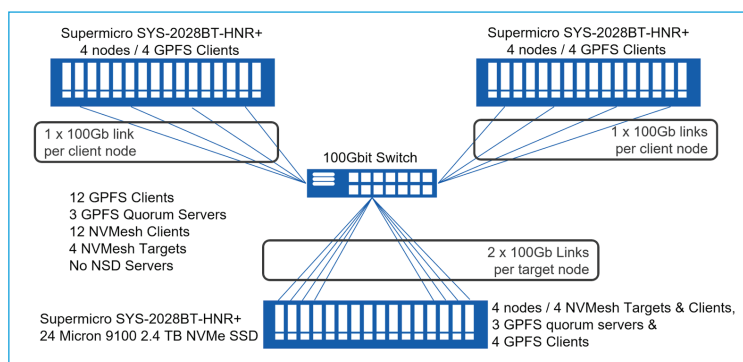 Supermicro SYS-2028BT-HNR+
4 nodes / 4 GPFS Clients
Supermicro SYS-2028BT-HNR+
4 nodes / 4 GPFS Clients
1 x 100Gb link
per client node
100Gbit Switch
1 x 100Gb links
per client node
12 GPFS Clients
3 GPFS Quorum Servers
12 NVMesh Clients
4 NVMesh Targets
No NSD Servers
2 x 100Gb Links
per target node
Supermicro SYS-2028BT-HNR+
24 Micron 9100 2.4 TB NVMe SSD
4 nodes / 4 NVMesh Targets & Clients,
3 GPFS quorum servers &
4 GPFS Clients